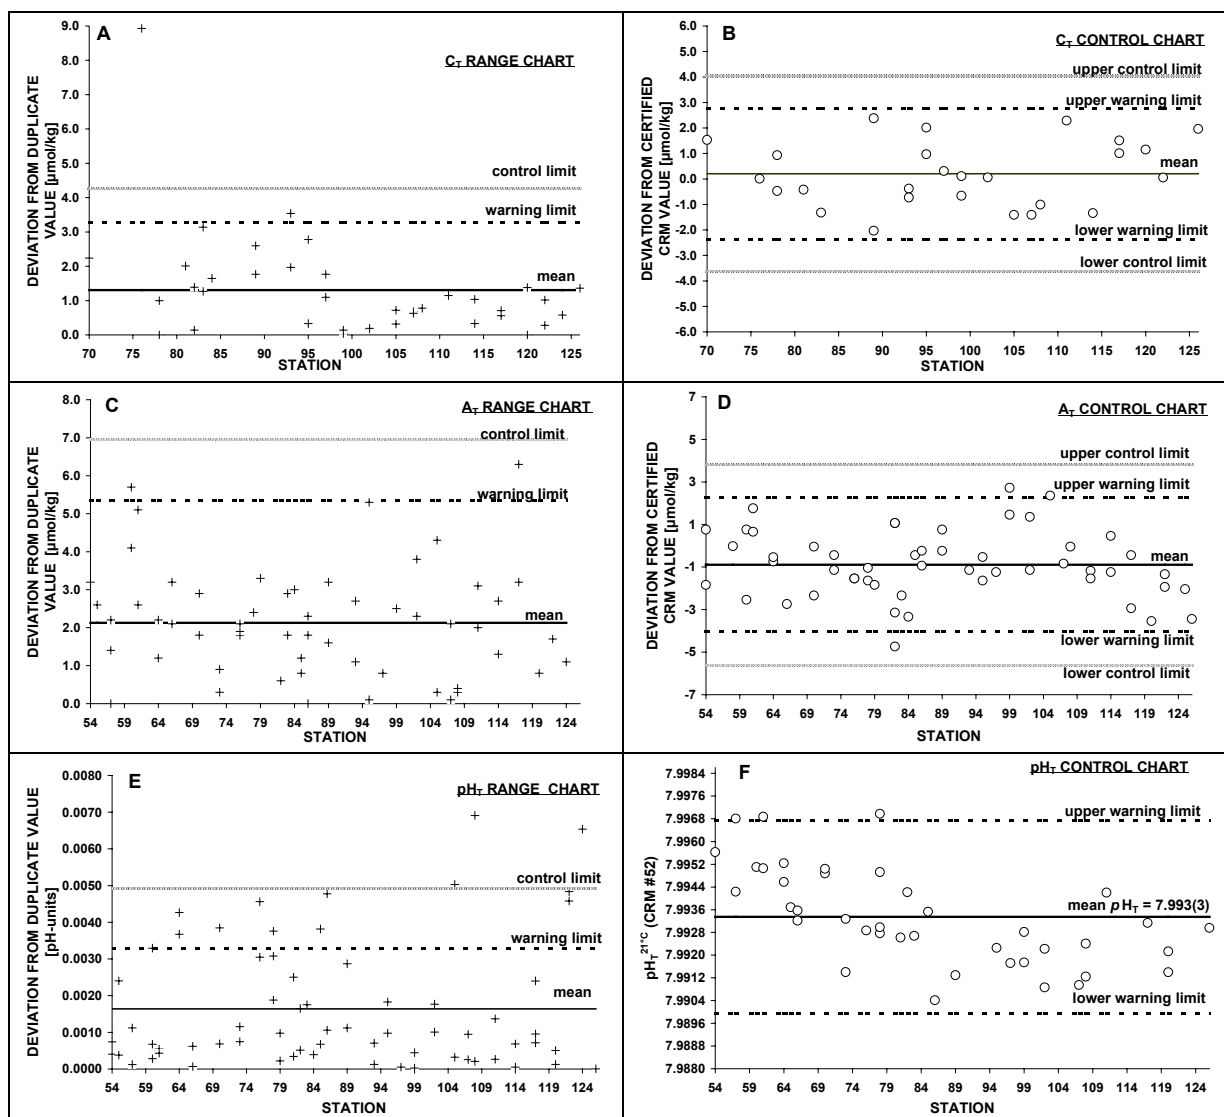 A
C_T RANGE CHART
DEVIATION FROM DUPLICATE
VALUE [µmol/kg]
9.0
8.0
7.0
6.0
5.0
4.0
3.0
2.0
1.0
0.0
control limit
warning limit
mean
70 75 80 85 90 95 100 105 110 115 120 125
STATION
B
C_T CONTROL CHART
DEVIATION FROM CERTIFIED
CRM VALUE [µmol/kg]
6.0
5.0
4.0
3.0
2.0
1.0
0.0
-1.0
-2.0
-3.0
-4.0
-5.0
-6.0
upper control limit
upper warning limit
mean
lower warning limit
lower control limit
70 75 80 85 90 95 100 105 110 115 120 125
STATION
C
A_T RANGE CHART
DEVIATION FROM DUPLICATE
VALUE [µmol/kg]
8.0
7.0
6.0
5.0
4.0
3.0
2.0
1.0
0.0
control limit
warning limit
mean
54 59 64 69 74 79 84 89 94 99 104 109 114 119 124
STATION
D
A_T CONTROL CHART
DEVIATION FROM CERTIFIED
CRM VALUE [µmol/kg]
7
5
3
1
-1
-3
-5
-7
upper control limit
upper warning limit
mean
lower warning limit
lower control limit
54 59 64 69 74 79 84 89 94 99 104 109 114 119 124
STATION
E
pH_T RANGE CHART
DEVIATION FROM DUPLICATE VALUE
[pH-units]
0.0080
0.0070
0.0060
0.0050
0.0040
0.0030
0.0020
0.0010
0.0000
control limit
warning limit
mean
54 59 64 69 74 79 84 89 94 99 104 109 114 119 124
STATION
F
pH_T CONTROL CHART
pH_T^21°C (CRM #52)
7.9984
7.9976
7.9968
7.9960
7.9952
7.9944
7.9936
7.9928
7.9920
7.9912
7.9904
7.9896
7.9888
7.9880
upper warning limit
mean pH_T = 7.993(3)
lower warning limit
54 59 64 69 74 79 84 89 94 99 104 109 114 119 124
STATION